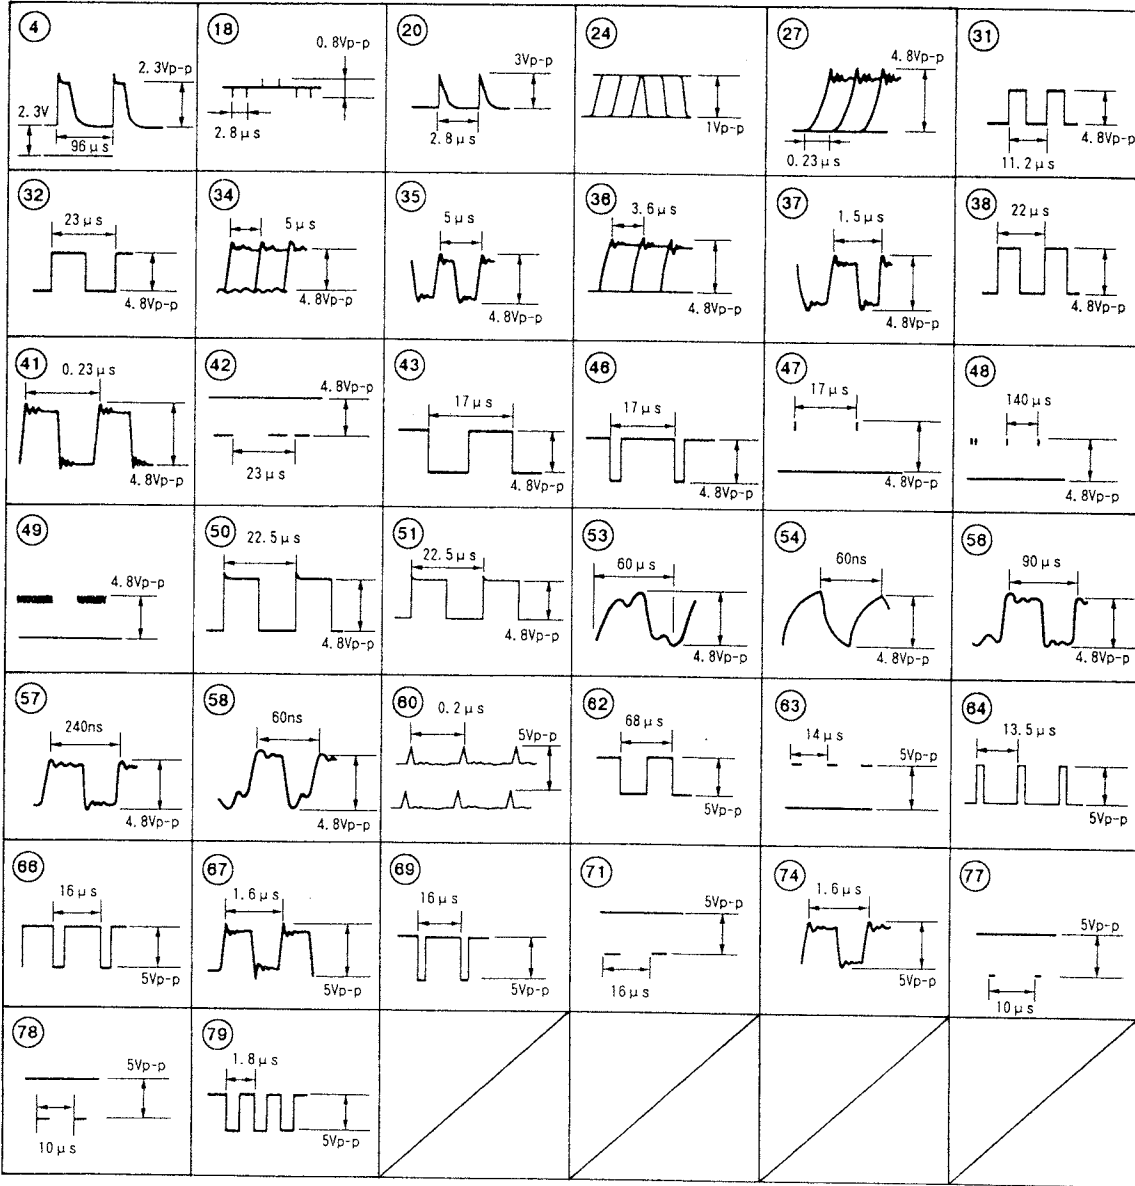 4
2.3Vp-p
2.3V
96μs
18
0.8Vp-p
2.8μs
20
3Vp-p
2.8μs
24
1Vp-p
27
4.8Vp-p
0.23μs
31
4.8Vp-p
11.2μs
32
23μs
4.8Vp-p
34
5μs
4.8Vp-p
35
5μs
4.8Vp-p
36
3.6μs
4.8Vp-p
37
1.5μs
4.8Vp-p
38
22μs
4.8Vp-p
41
0.23μs
4.8Vp-p
42
4.8Vp-p
23μs
43
17μs
4.8Vp-p
46
17μs
4.8Vp-p
47
17μs
4.8Vp-p
48
140μs
4.8Vp-p
49
4.8Vp-p
50
22.5μs
4.8Vp-p
51
22.5μs
4.8Vp-p
53
60μs
4.8Vp-p
54
60ns
4.8Vp-p
56
90μs
4.8Vp-p
57
240ns
4.8Vp-p
58
60ns
4.8Vp-p
60
0.2μs
5Vp-p
62
68μs
5Vp-p
63
14μs
5Vp-p
64
13.5μs
5Vp-p
66
16μs
5Vp-p
67
1.6μs
5Vp-p
69
16μs
5Vp-p
71
5Vp-p
16μs
74
1.6μs
5Vp-p
77
5Vp-p
10μs
78
5Vp-p
10μs
79
1.8μs
5Vp-p